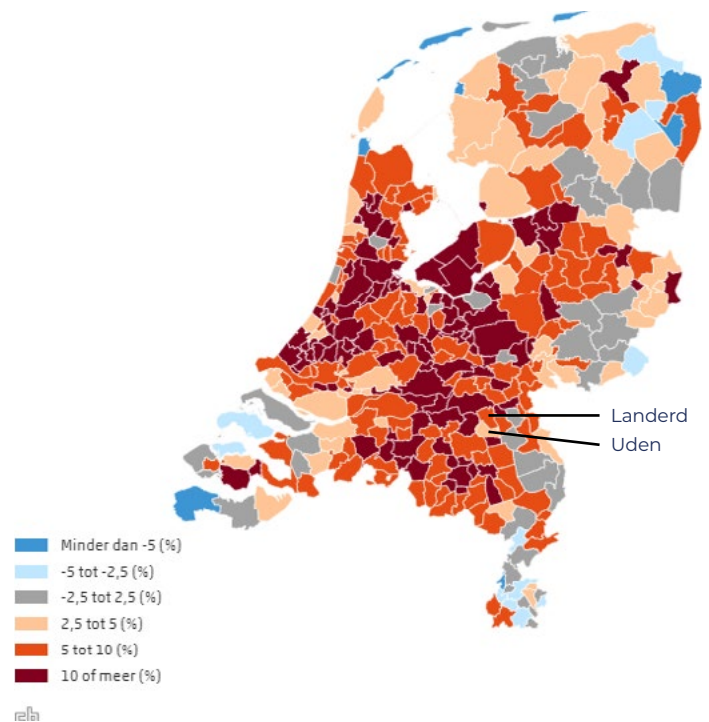 Landerd
Uden
Minder dan -5 (%)
-5 tot -2,5 (%)
-2,5 tot 2,5 (%)
2,5 tot 5 (%)
5 tot 10 (%)
10 of meer (%)